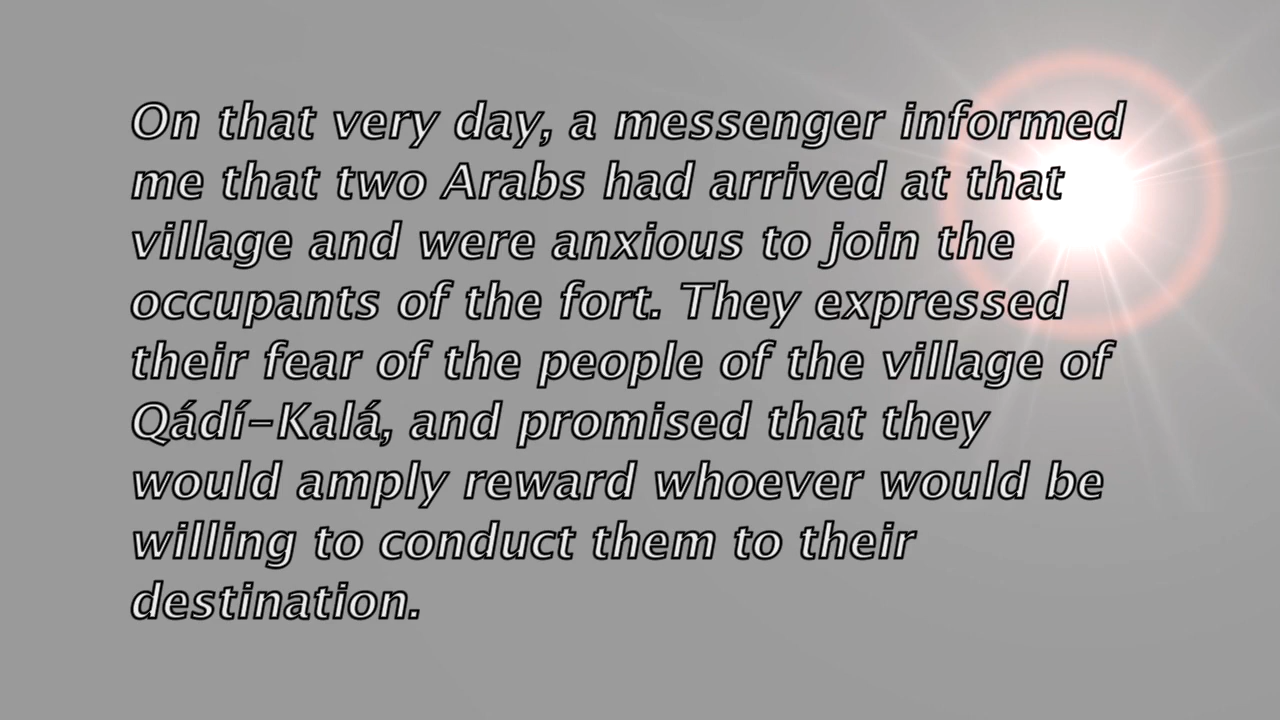 On that very day, a messenger informed
me that two Arabs had arrived at that
village and were anxious to join the
occupants of the fort. They expressed
their fear of the people of the village of
Qádí-Kalá, and promised that they
would amply reward whoever would be
willing to conduct them to their
destination.